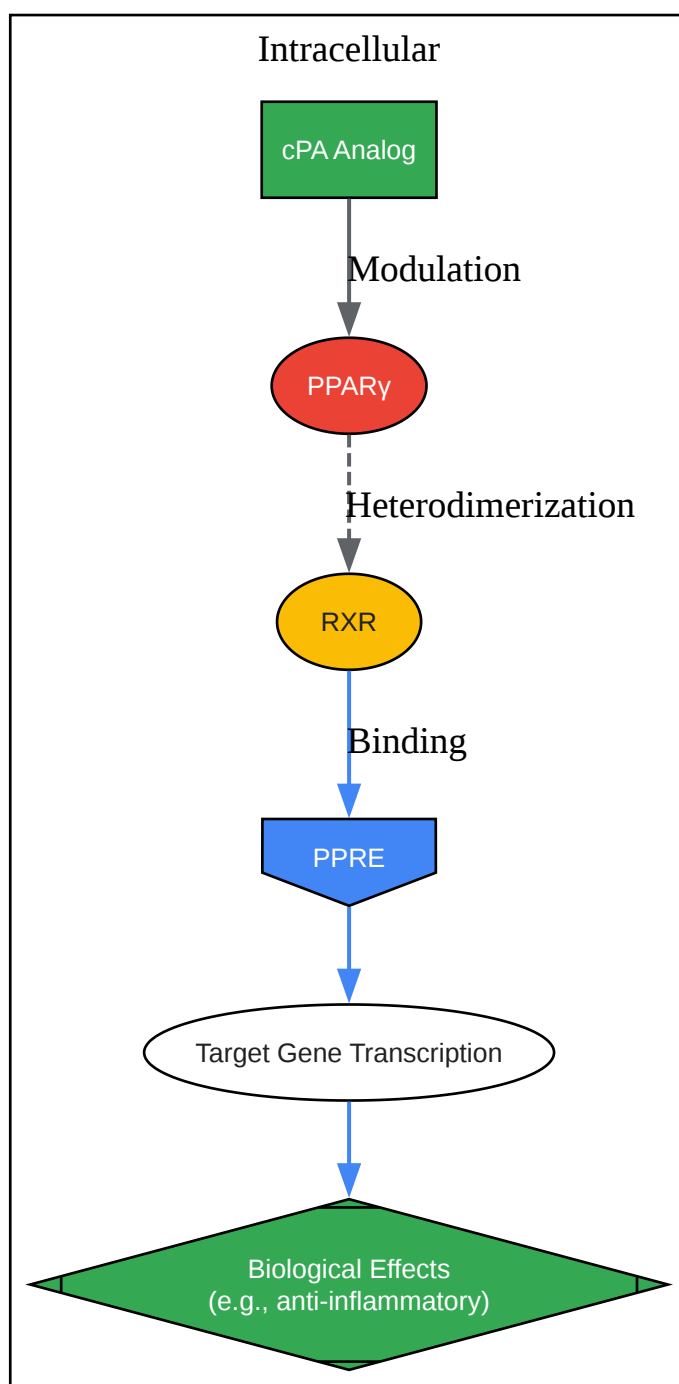 Intracellular
cPA Analog
Modulation
PPARγ
Heterodimerization
RXR
Binding
PPRE
Target Gene Transcription
Biological Effects
(e.g., anti-inflammatory)